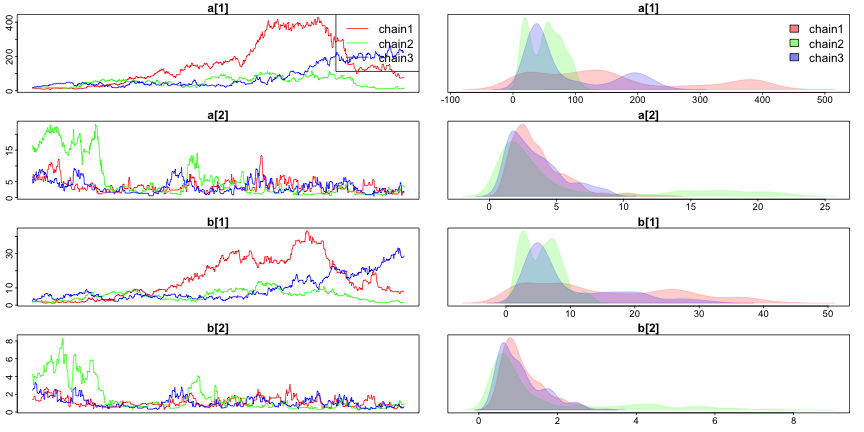 a[1]
400
200
0
chain1
chain2
chain3
a[1]
chain1
chain2
chain3
-100 0 100 200 300 400 500
a[2]
15
5
0
a[2]
0 5 10 15 20 25
b[1]
30
10
0
b[1]
0 10 20 30 40 50
b[2]
8
6
4
2
0
b[2]
0 2 4 6 8